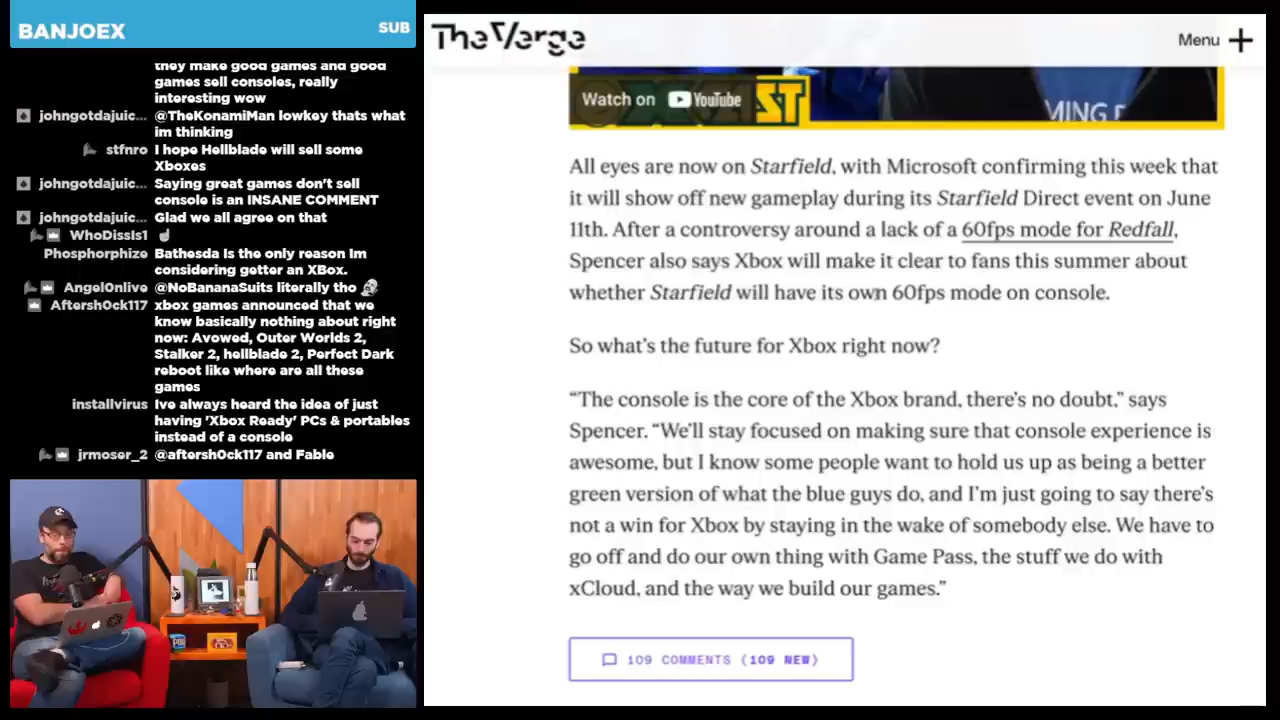 BANJOEX
SUB
they make good games and good
games sell consoles, really
interesting wow
johngotdajuic... @TheKonamiMan lowkey thats what
im thinking
stfnro I hope Hellblade will sell some
Xboxes
johngotdajuic... Saying great games don't sell
console is an INSANE COMMENT
johngotdajuic... Glad we all agree on that
WhoDissIs1
Phosphorphize Bathesda Is the only reason Im
considering getter an XBox.
AngelOnlive @NoBananaSuits literally tho
Aftersh0ck117 xbox games announced that we
know basically nothing about right
now: Avowed, Outer Worlds 2,
Stalker 2, hellblade 2, Perfect Dark
reboot like where are all these
games
installvirus Ive always heard the idea of just
having 'Xbox Ready' PCs & portables
instead of a console
jrmoser_2 @aftersh0ck117 and Fable
The Verge
Menu
Watch on YouTube
ST
MING
All eyes are now on Starfield, with Microsoft confirming this week that
it will show off new gameplay during its Starfield Direct event on June
11th. After a controversy around a lack of a 60fps mode for Redfall,
Spencer also says Xbox will make it clear to fans this summer about
whether Starfield will have its own 60fps mode on console.
So what's the future for Xbox right now?
“The console is the core of the Xbox brand, there's no doubt,” says
Spencer. “We'll stay focused on making sure that console experience is
awesome, but I know some people want to hold us up as being a better
green version of what the blue guys do, and I'm just going to say there's
not a win for Xbox by staying in the wake of somebody else. We have to
go off and do our own thing with Game Pass, the stuff we do with
xCloud, and the way we build our games.”
109 COMMENTS (109 NEW)